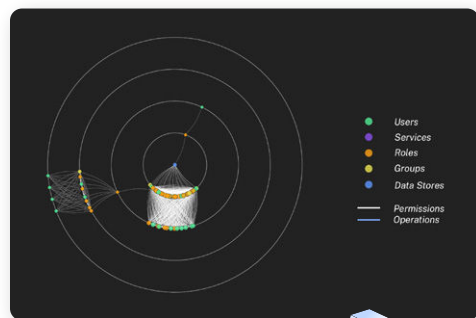 Users
Services
Roles
Groups
Data Stores
Permissions
Operations